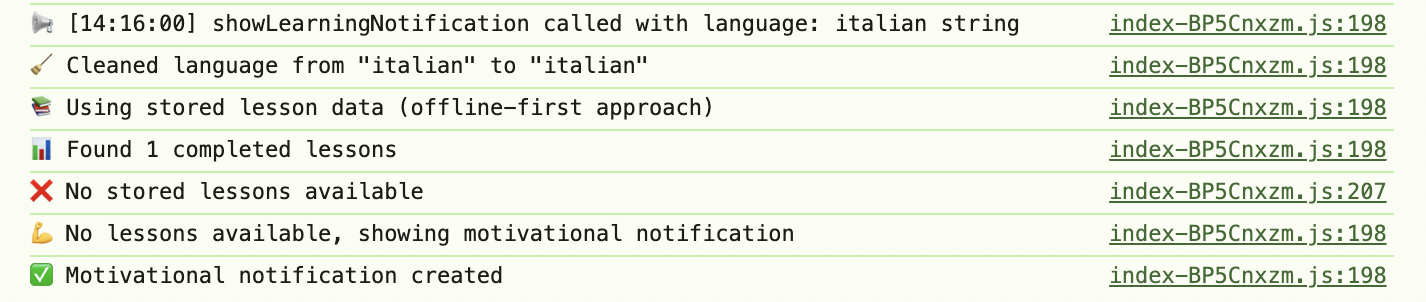 📢 [14:16:00] showLearningNotification called with language: italian string index-BP5Cnxzm.js:198
🧹 Cleaned language from "italian" to "italian" index-BP5Cnxzm.js:198
📚 Using stored lesson data (offline-first approach) index-BP5Cnxzm.js:198
📊 Found 1 completed lessons index-BP5Cnxzm.js:198
❌ No stored lessons available index-BP5Cnxzm.js:207
💪 No lessons available, showing motivational notification index-BP5Cnxzm.js:198
✅ Motivational notification created index-BP5Cnxzm.js:198